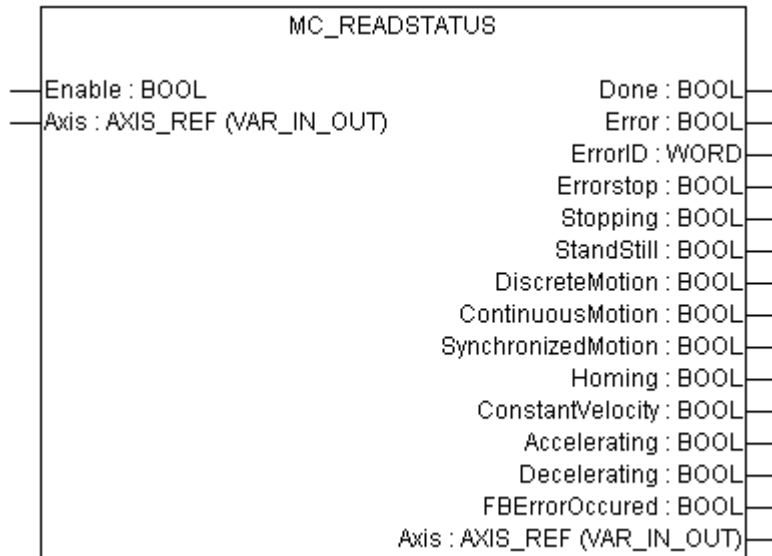 MC_READSTATUS
Enable : BOOL Done : BOOL
Axis : AXIS_REF (VAR_IN_OUT) Error : BOOL
ErrorID : WORD
Errorstop : BOOL
Stopping : BOOL
StandStill : BOOL
DiscreteMotion : BOOL
ContinuousMotion : BOOL
SynchronizedMotion : BOOL
Homing : BOOL
ConstantVelocity : BOOL
Accelerating : BOOL
Decelerating : BOOL
FBErrorOccured : BOOL
Axis : AXIS_REF (VAR_IN_OUT)